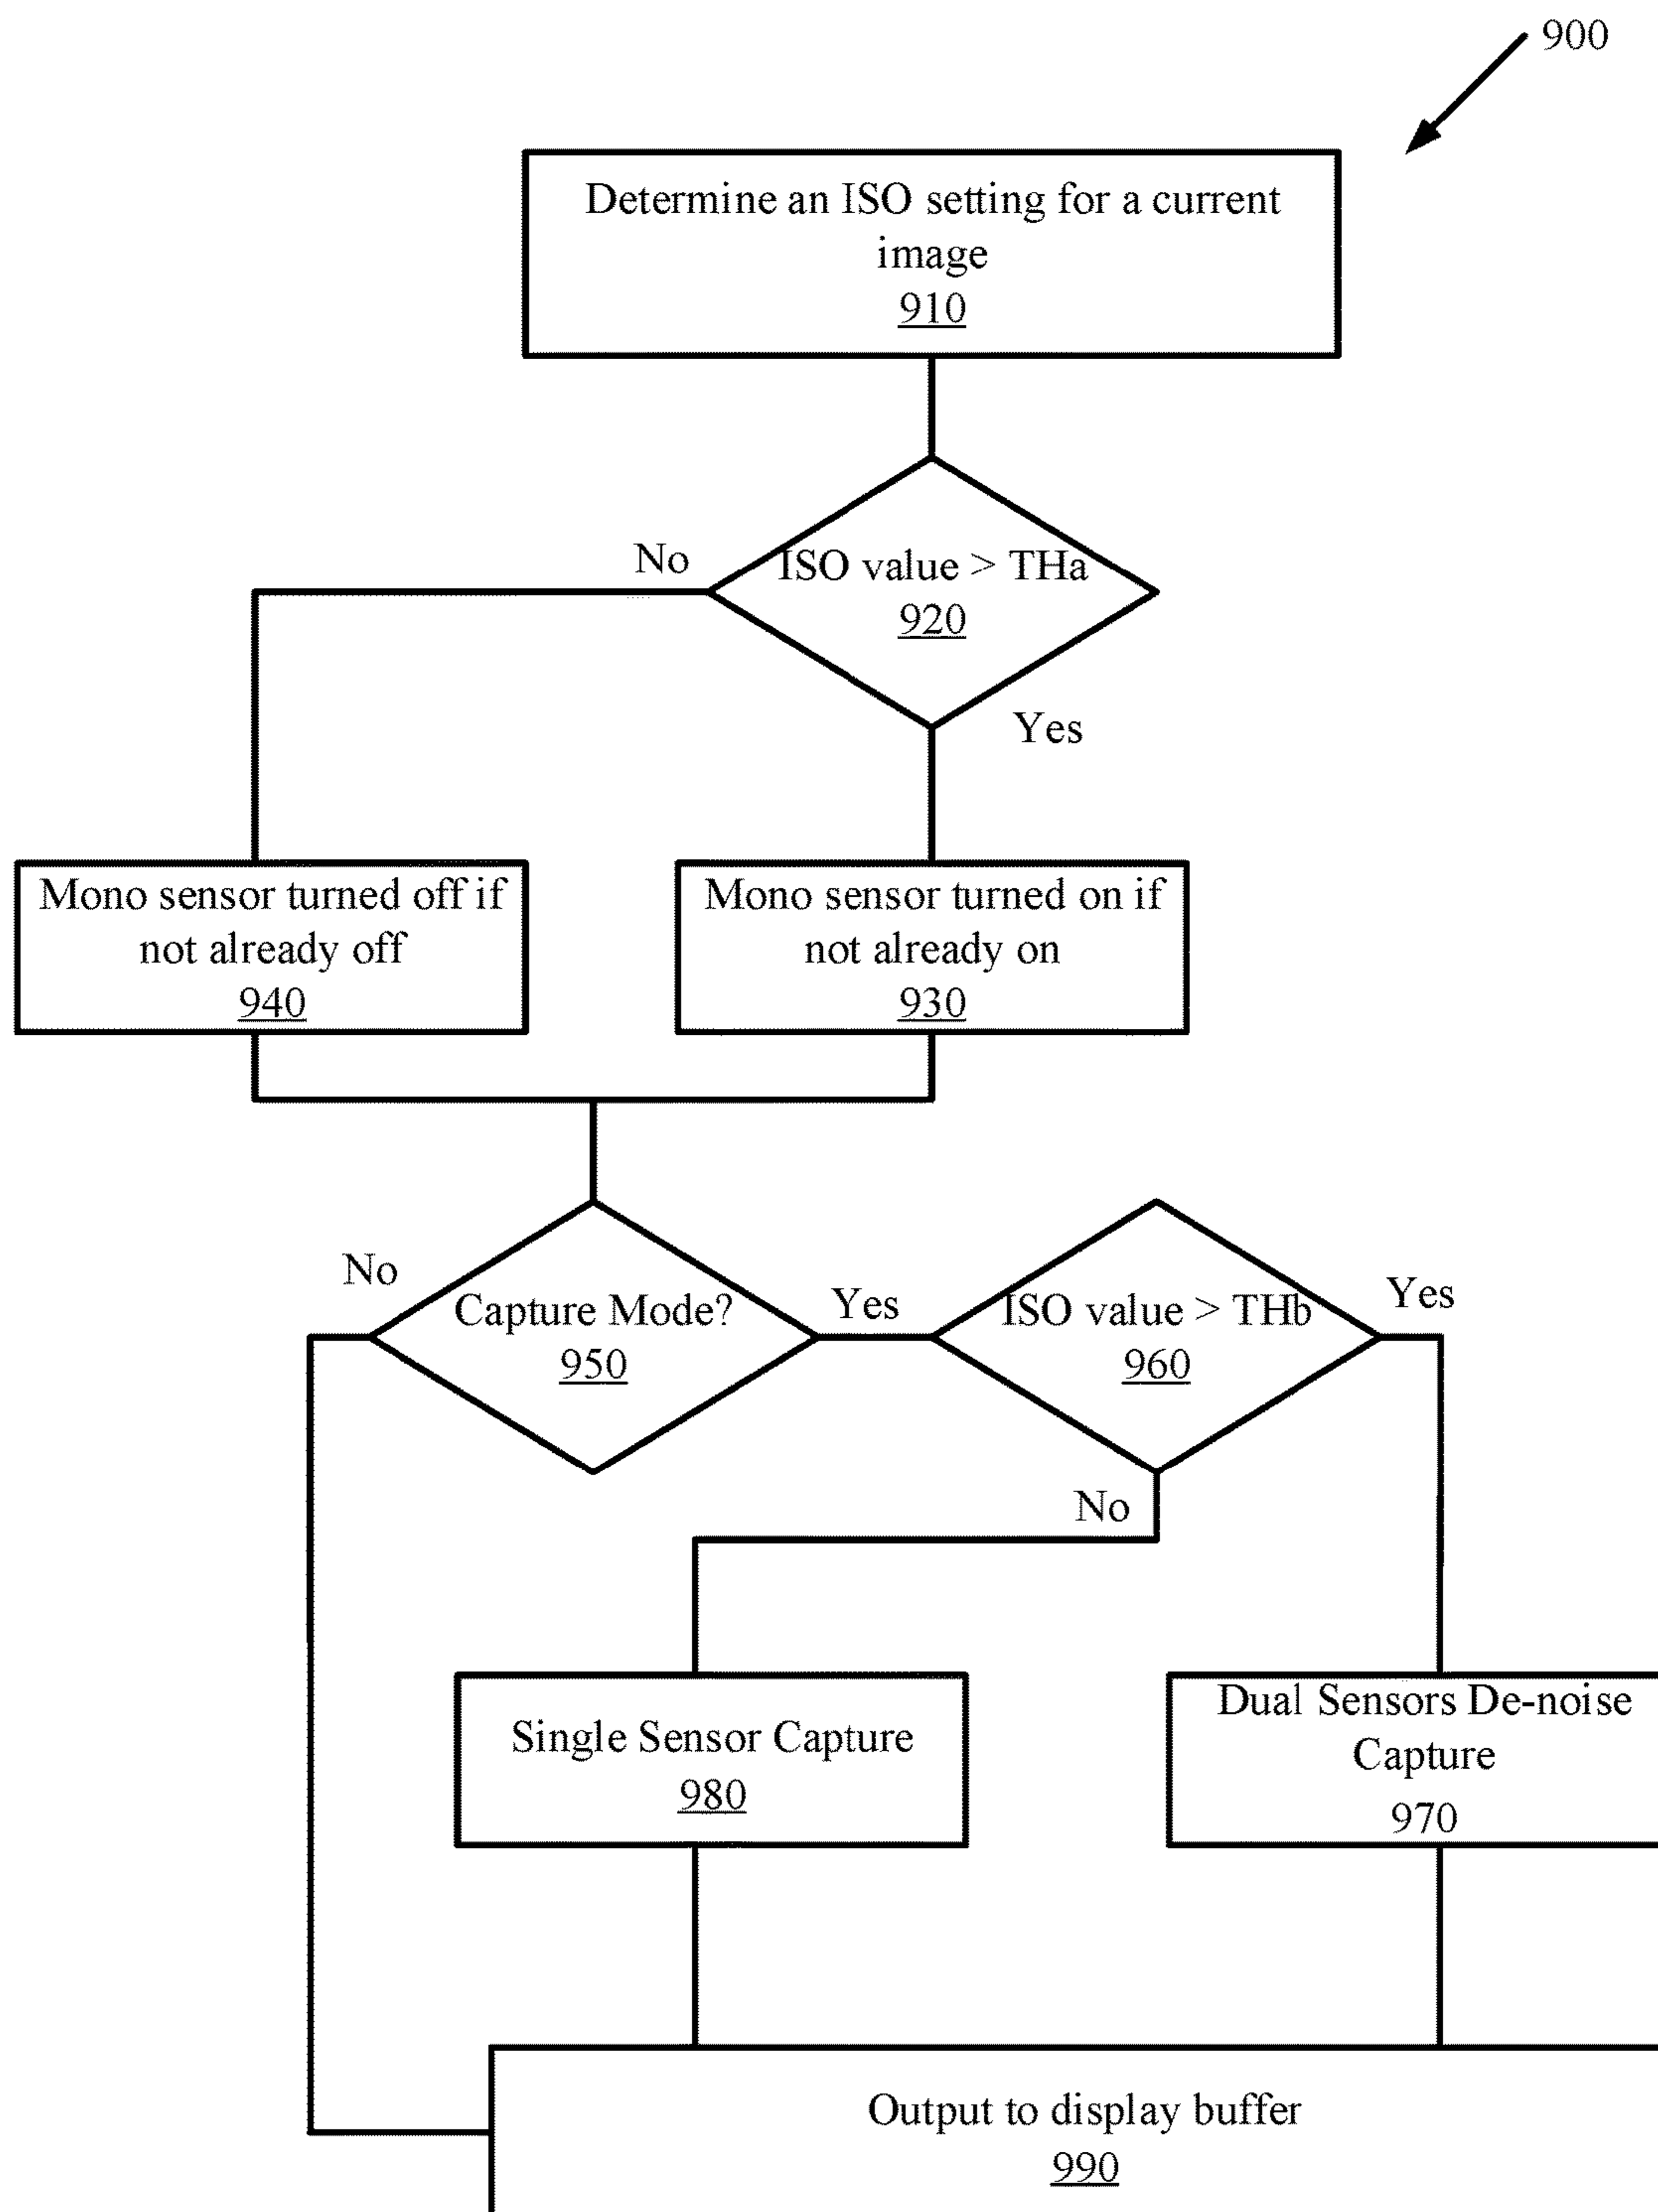 900
Determine an ISO setting for a current
image
910
ISO value > THa
920
No
Yes
Mono sensor turned off if
not already off
940
Mono sensor turned on if
not already on
930
No
Capture Mode?
950
Yes
ISO value > THb
960
Yes
No
Single Sensor Capture
980
Dual Sensors De-noise
Capture
970
Output to display buffer
990